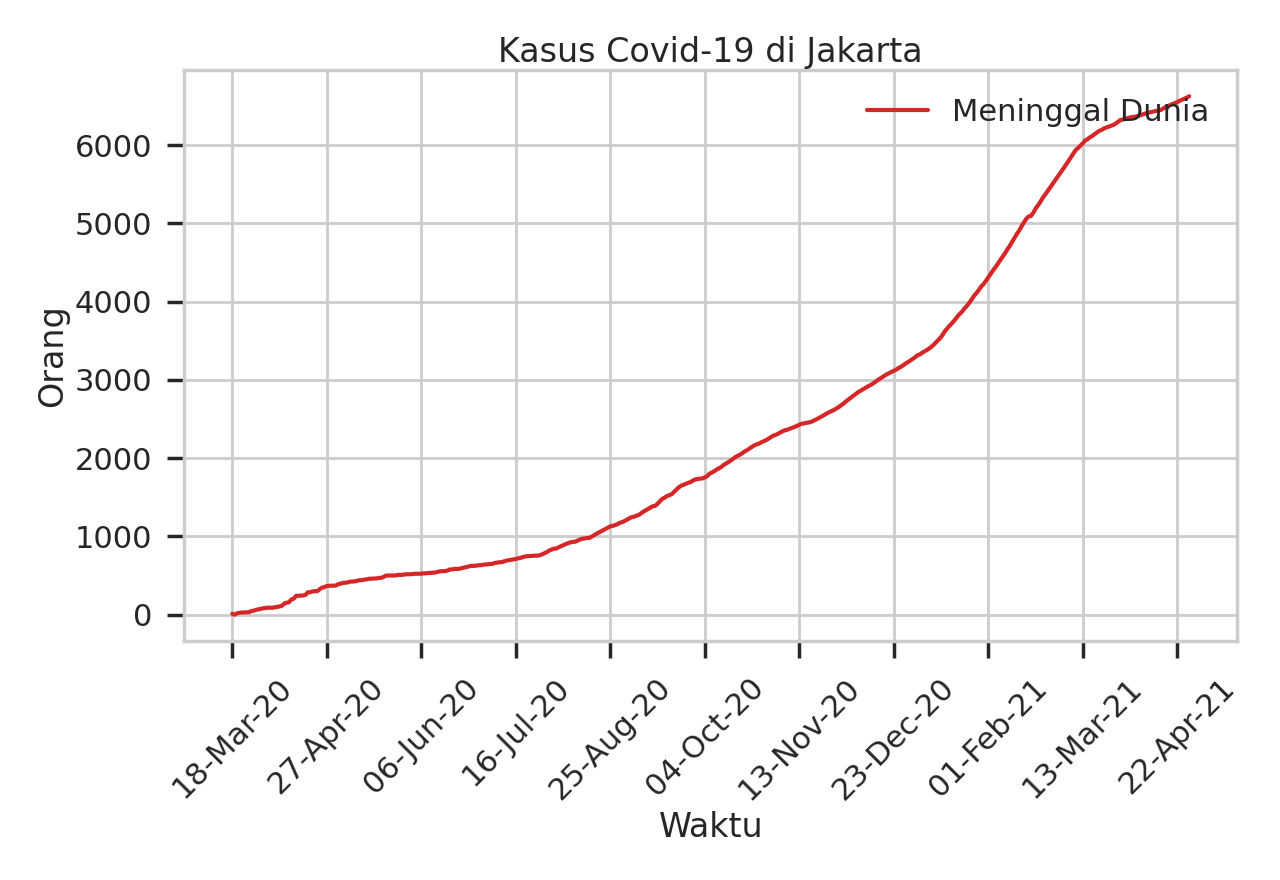 Kasus Covid-19 di Jakarta
Meninggal Dunia
6000
5000
4000
3000
2000
1000
0
Orang
18-Mar-20
27-Apr-20
06-Jun-20
16-Jul-20
25-Aug-20
04-Oct-20
13-Nov-20
23-Dec-20
01-Feb-21
13-Mar-21
22-Apr-21
Waktu